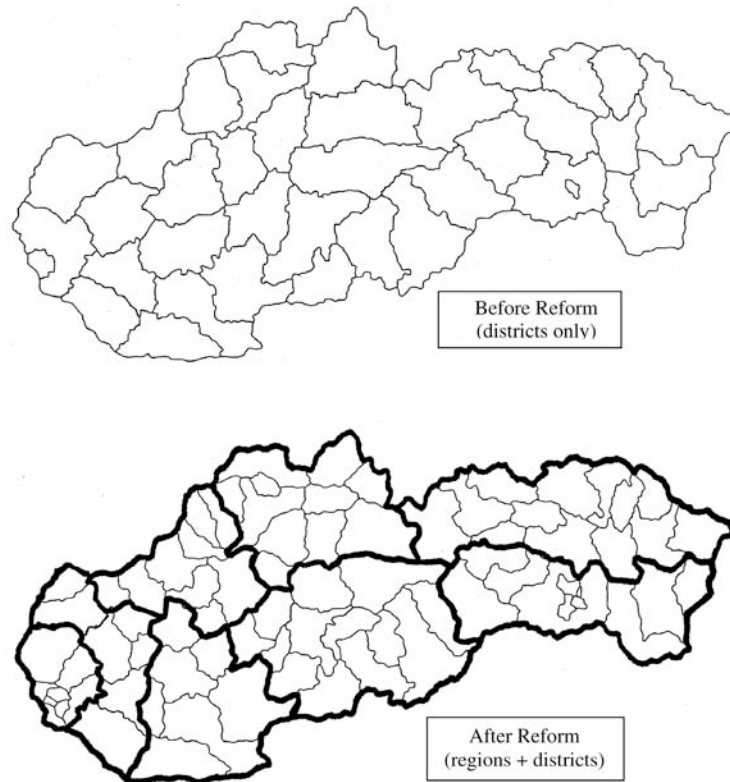 Before Reform
(districts only)
After Reform
(regions + districts)